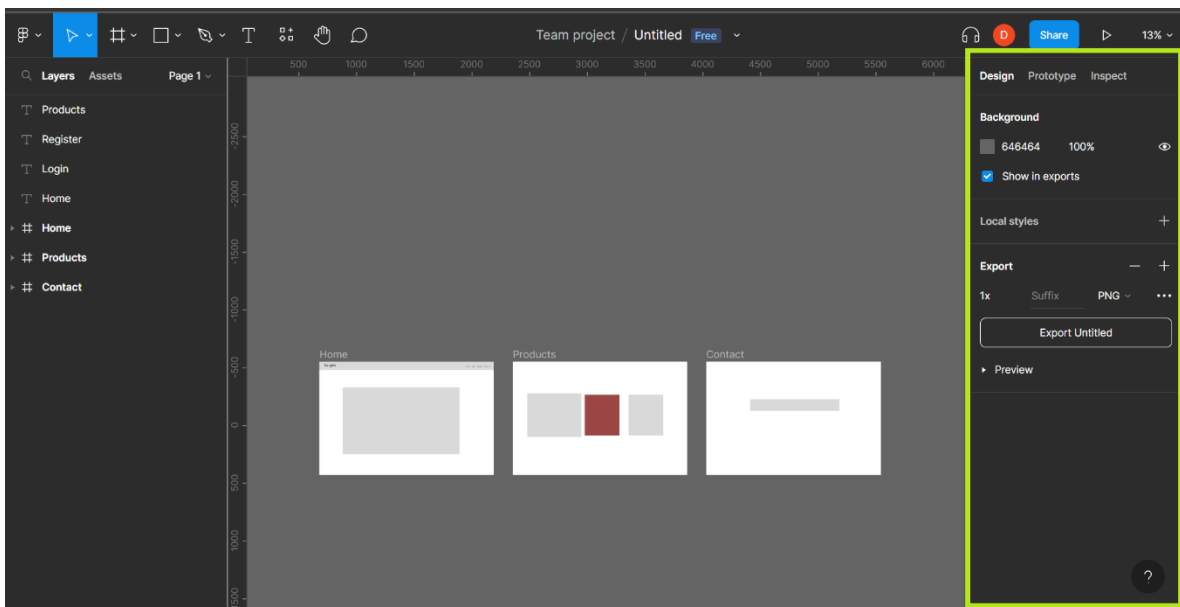 Team project / Untitled Free
D Share 13%
Layers Assets Page 1
Products
Register
Login
Home
Home
Products
Contact
500 1000 1500 2000 2500 3000 3500 4000 4500 5000 5500 6000
-2500
-2000
-1500
-1000
-500
0
500
1000
1500
Home
Products
Contact
Design Prototype Inspect
Background
646464 100%
Show in exports
Local styles
Export
1x Suffix PNG
Export Untitled
Preview
?